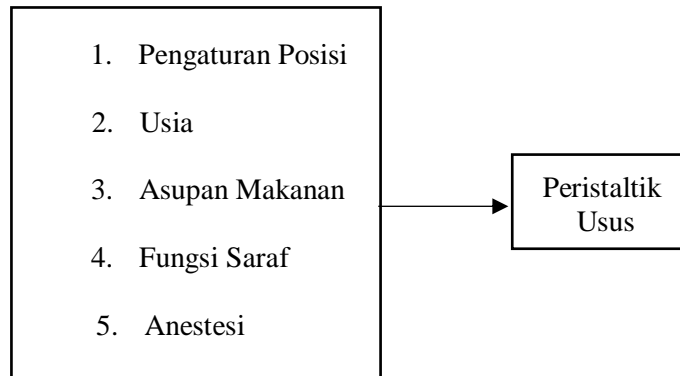 1. Pengaturan Posisi
2. Usia
3. Asupan Makanan
4. Fungsi Saraf
5. Anestesi
Peristaltik
Usus